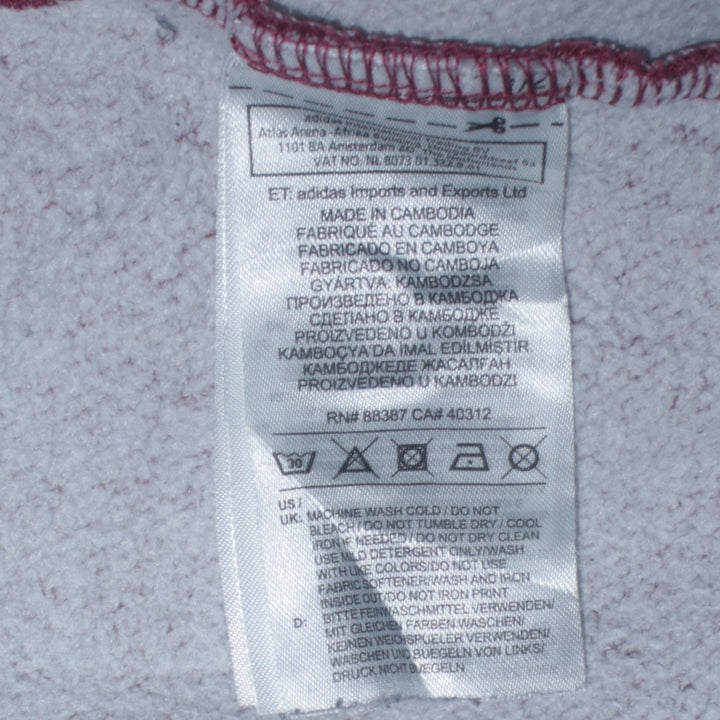 adidas
Atlas Arena -Afrika
1101 BA Amsterdam
VAT NO. NL 8073 01
ET: adidas Imports and Exports Ltd
MADE IN CAMBODIA
FABRIQUÉ AU CAMBODGE
FABRICADO EN CAMBOYA
FABRICADO NO CAMBOJA
GYÁRTVA: KAMBODZSA
ПРОИЗВЕДЕНО В КАМБОДЖА
СДЕЛАНО В КАМБОДЖЕ
PROIZVEDENO U KOMBODŽI
KAMBOÇYA'DA IMAL EDİLMİŞTİR.
КАМБОДЖЕДЕ ЖАСАЛҒАН
PROIZVEDENO U KAMBODZI
RN# 88387 CA# 40312
30
US /
UK: MACHINE WASH COLD / DO NOT
BLEACH / DO NOT TUMBLE DRY / COOL
IRON IF NEEDED / DO NOT DRY CLEAN
USE MILD DETERGENT ONLY/WASH
WITH LIKE COLORS/DO NOT USE
FABRIC SOFTENER/WASH AND IRON
INSIDE OUT/DO NOT IRON PRINT
D: BITTE FEINWASCHMITTEL VERWENDEN/
MIT GLEICHEN FARBEN WASCHEN/
KEINEN WEICHSPUELER VERWENDEN/
WASCHEN UND BUEGELN VON LINKS/
DRUCK NICHT BUEGELN